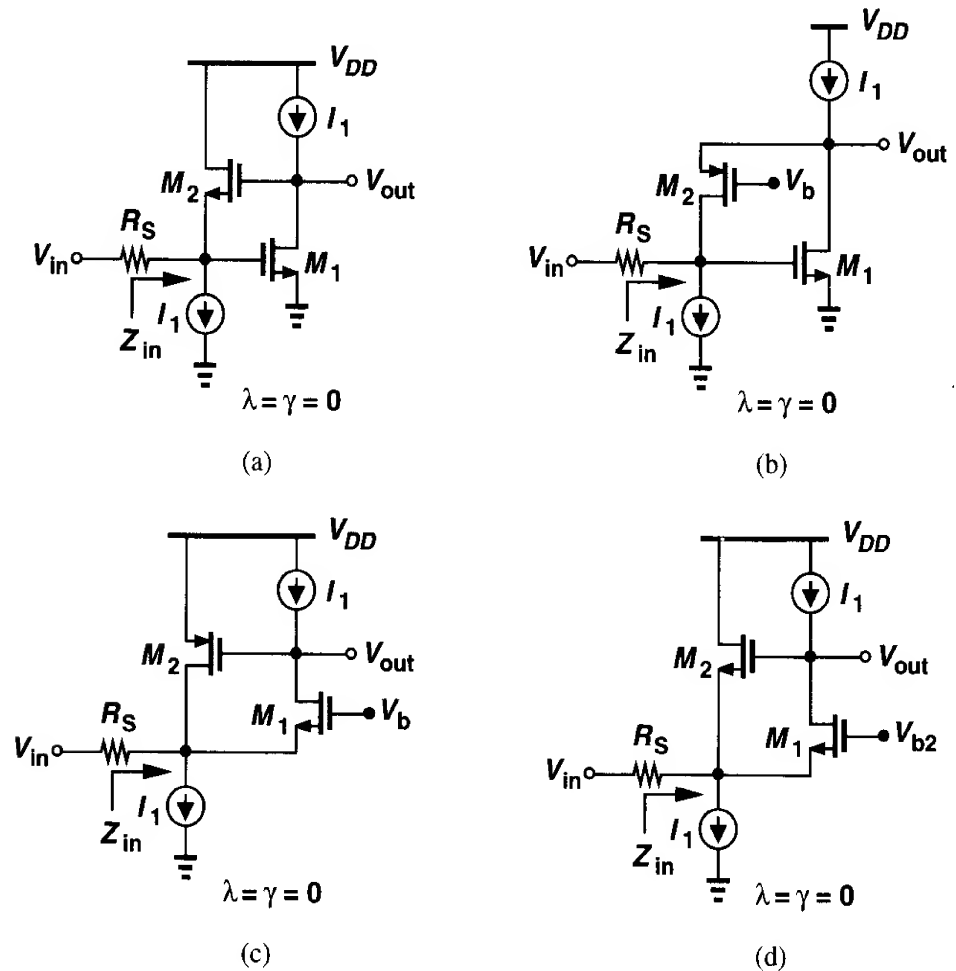 V_DD
I_1
M_2
V_out
R_S
V_in
M_1
I_1
Z_in
λ = γ = 0
(a)
V_DD
I_1
V_out
M_2
V_b
R_S
V_in
M_1
I_1
Z_in
λ = γ = 0
(b)
V_DD
I_1
M_2
V_out
M_1
V_b
R_S
V_in
I_1
Z_in
λ = γ = 0
(c)
V_DD
I_1
M_2
V_out
M_1
V_b2
R_S
V_in
I_1
Z_in
λ = γ = 0
(d)